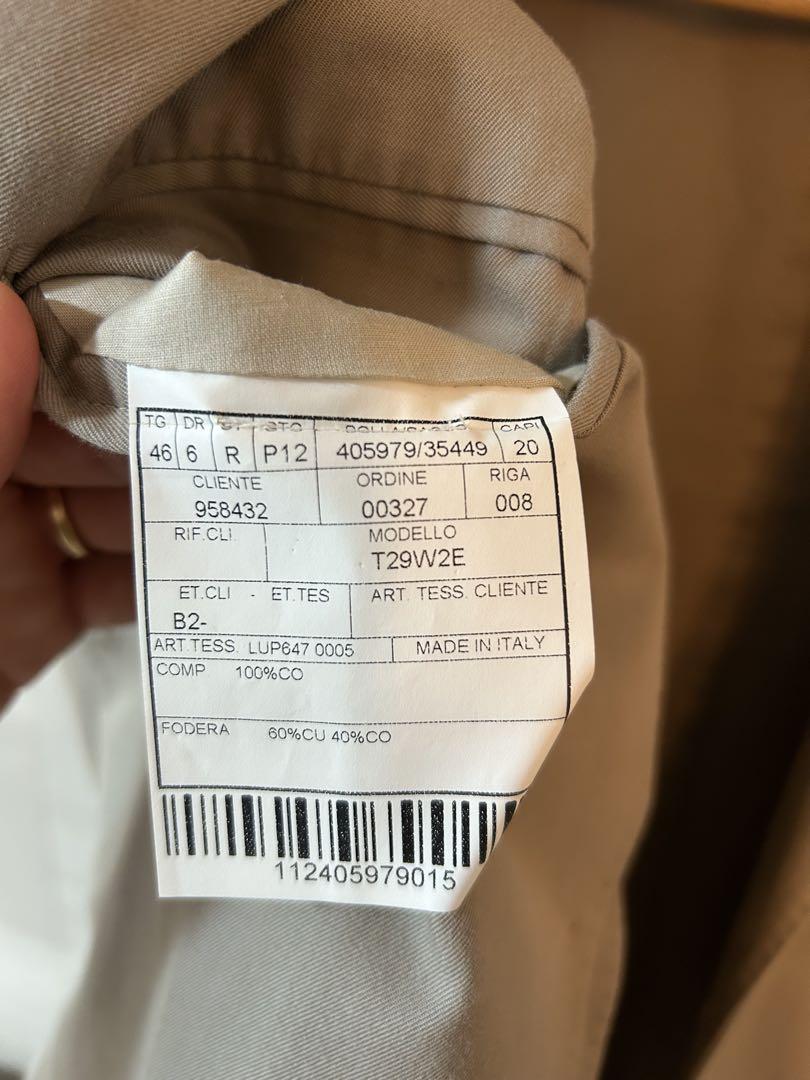 TG DR CAPI
46 6 R P12 405979/35449 20
CLIENTE ORDINE RIGA
958432 00327 008
RIF.CLI. MODELLO
T29W2E
ET.CLI - ET.TES ART. TESS. CLIENTE
B2-
ART.TESS. LUP647 0005 MADE IN ITALY
COMP 100%CO
FODERA 60%CU 40%CO
112405979015